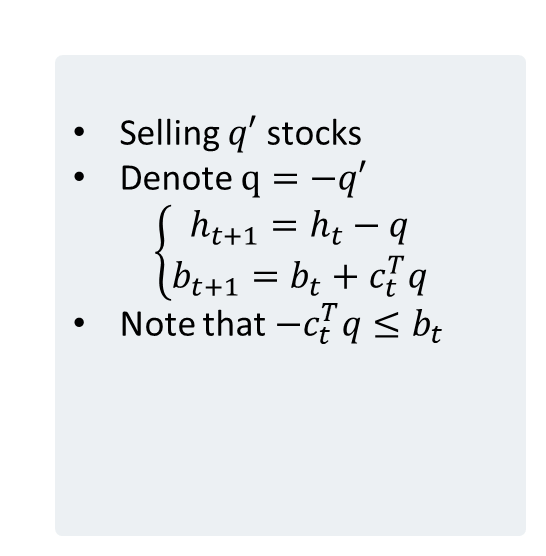 • Selling q′ stocks
• Denote q = −q′
{ h_{t+1} = h_t − q
b_{t+1} = b_t + c_t^T q
• Note that −c_t^T q ≤ b_t